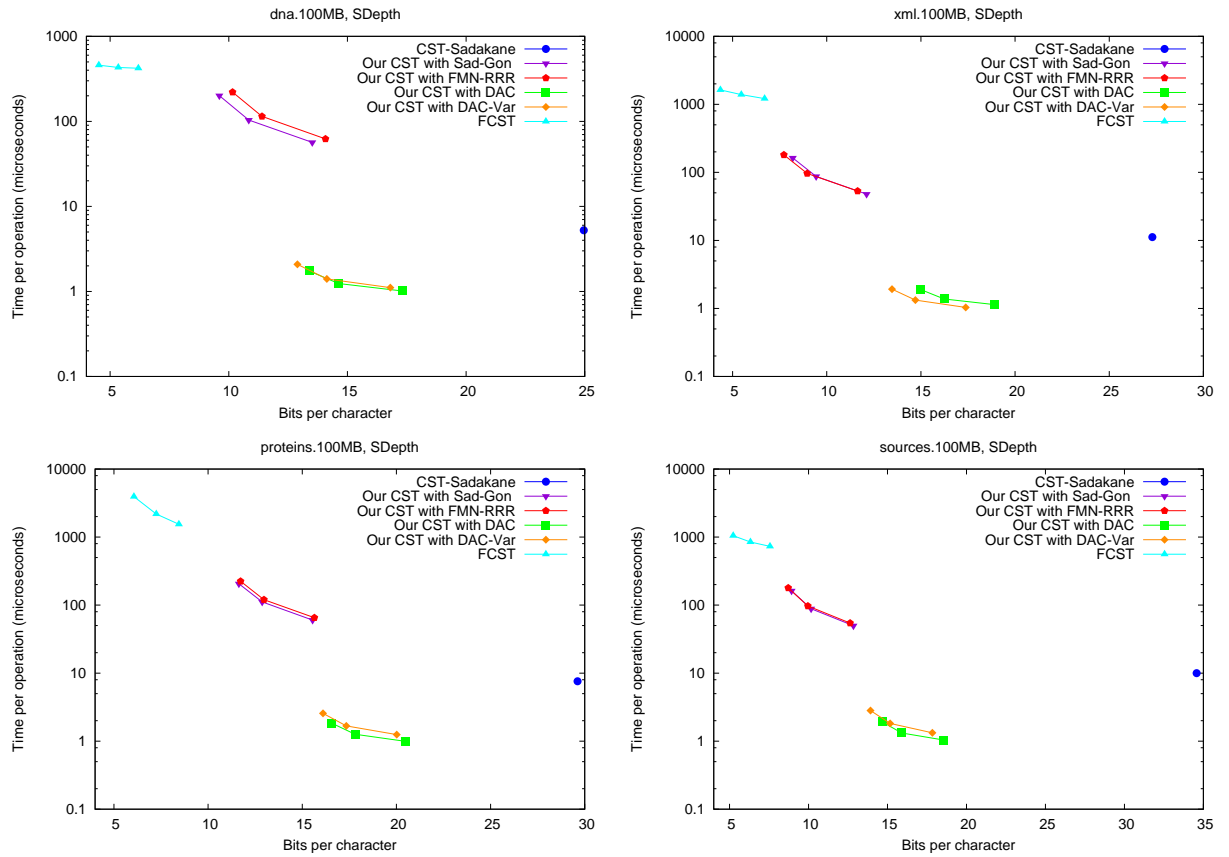 dna.100MB, SDepth
1000
100
10
1
0.1
Time per operation (microseconds)
5 10 15 20 25
Bits per character
CST-Sadakane
Our CST with Sad-Gon
Our CST with FMN-RRR
Our CST with DAC
Our CST with DAC-Var
FCST
xml.100MB, SDepth
10000
1000
100
10
1
0.1
Time per operation (microseconds)
5 10 15 20 25 30
Bits per character
CST-Sadakane
Our CST with Sad-Gon
Our CST with FMN-RRR
Our CST with DAC
Our CST with DAC-Var
FCST
proteins.100MB, SDepth
10000
1000
100
10
1
0.1
Time per operation (microseconds)
5 10 15 20 25 30
Bits per character
CST-Sadakane
Our CST with Sad-Gon
Our CST with FMN-RRR
Our CST with DAC
Our CST with DAC-Var
FCST
sources.100MB, SDepth
10000
1000
100
10
1
0.1
Time per operation (microseconds)
5 10 15 20 25 30 35
Bits per character
CST-Sadakane
Our CST with Sad-Gon
Our CST with FMN-RRR
Our CST with DAC
Our CST with DAC-Var
FCST